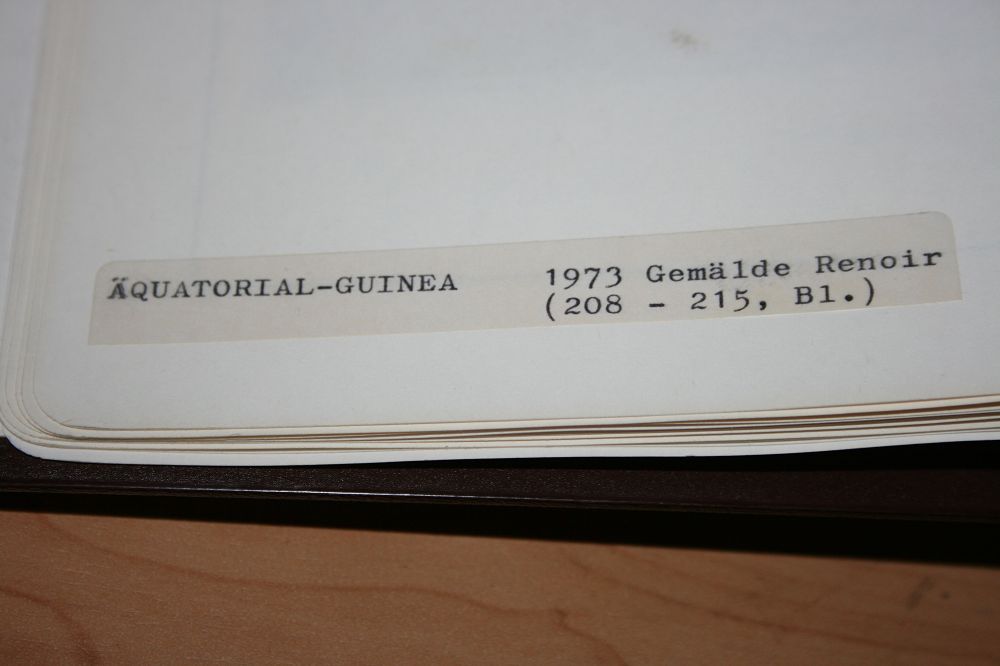 ÄQUATORIAL-GUINEA 1973 Gemälde Renoir
(208 - 215, Bl.)